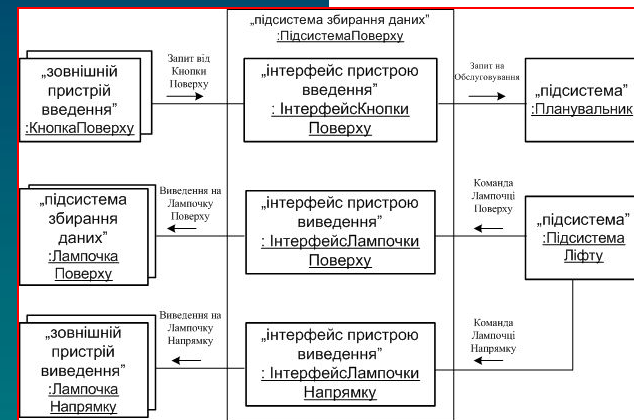 „підсистема збирання даних”
:ПідсистемаПоверху
„зовнішній
пристрій
введення”
:КнопкаПоверху
Запит від
Кнопки
Поверху
„інтерфейс пристрою
введення”
: ІнтерфейсКнопки
Поверху
Запит на
Обслуговування
„підсистема”
:Планувальник
„підсистема
збирання
даних”
:Лампочка
Поверху
Виведення на
Лампочку
Поверху
„інтерфейс пристрою
виведення”
: ІнтерфейсЛампочки
Поверху
Команда
Лампочці
Поверху
„підсистема”
:Підсистема
Ліфту
„зовнішній
пристрій
виведення”
:Лампочка
Напрямку
Виведення на
Лампочку
Напрямку
„інтерфейс пристрою
виведення”
: ІнтерфейсЛампочки
Напрямку
Команда
Лампочці
Напрямку